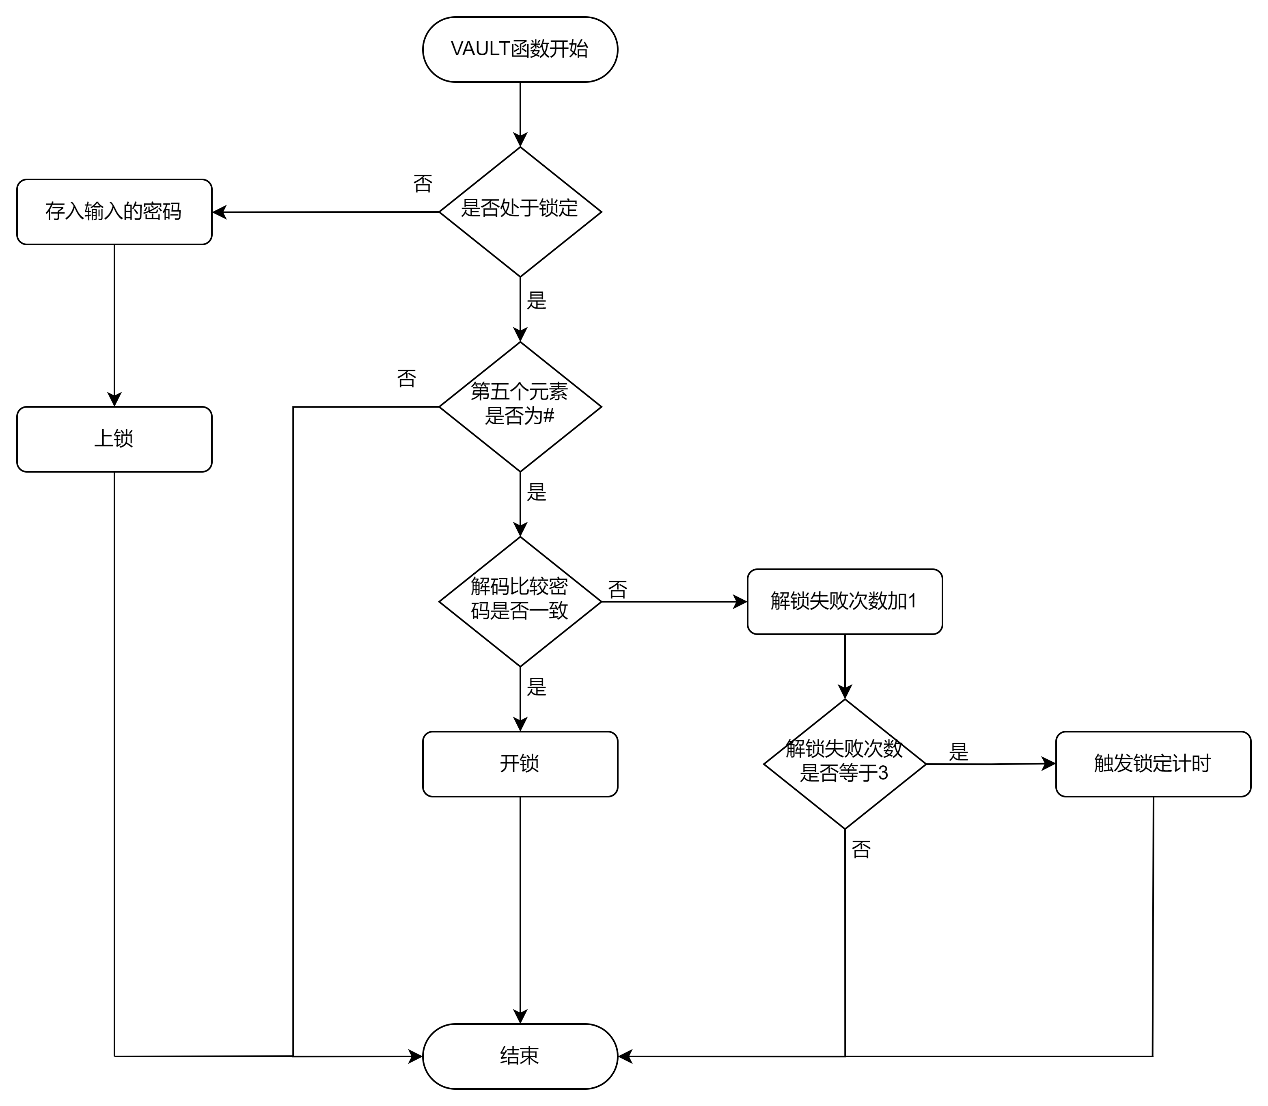 VAULT函数开始
否
是否处于锁定
存入输入的密码
是
否
第五个元素
是否为#
上锁
是
解码比较密
码是否一致
否
解锁失败次数加1
是
开锁
解锁失败次数
是否等于3
是
触发锁定计时
否
结束